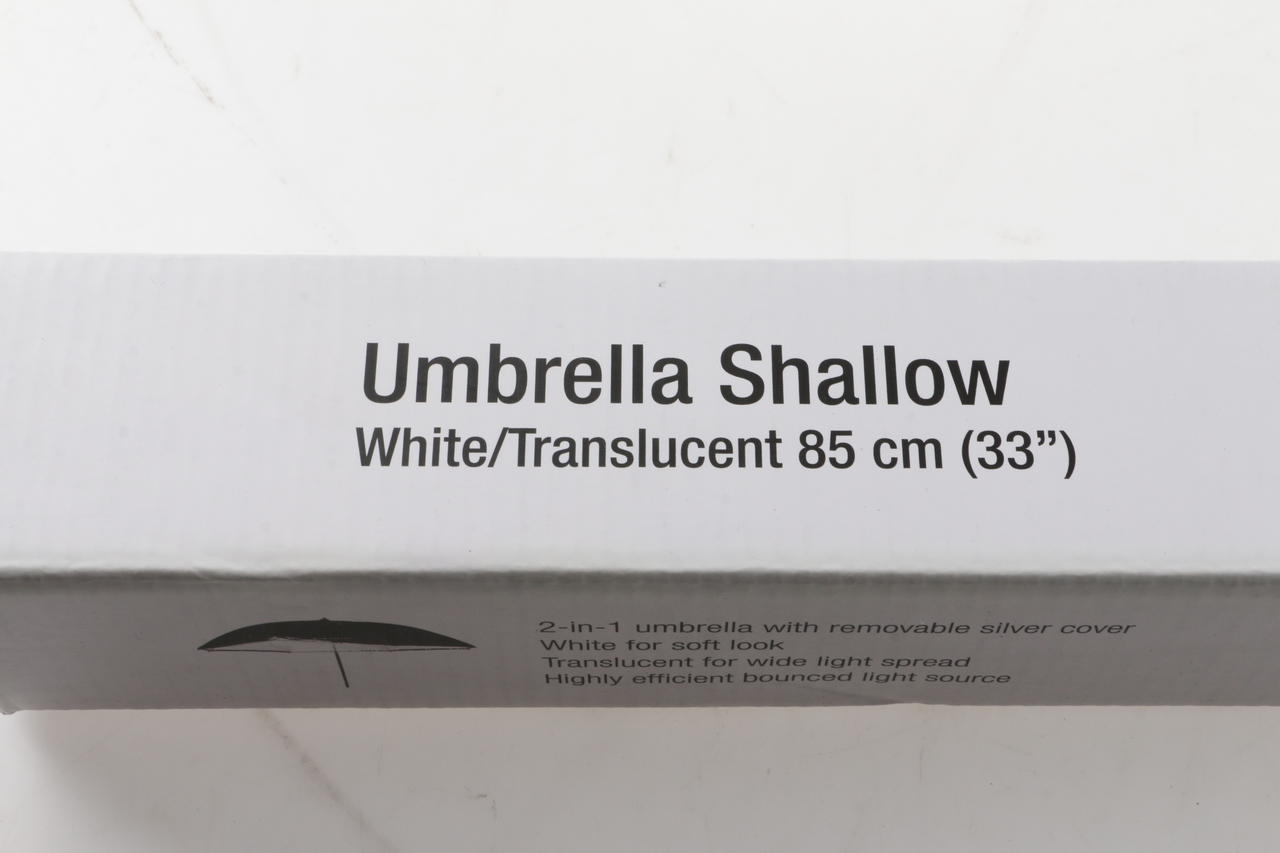 Umbrella Shallow
White/Translucent 85 cm (33”)
2-in-1 umbrella with removable silver cover
White for soft look
Translucent for wide light spread
Highly efficient bounced light source